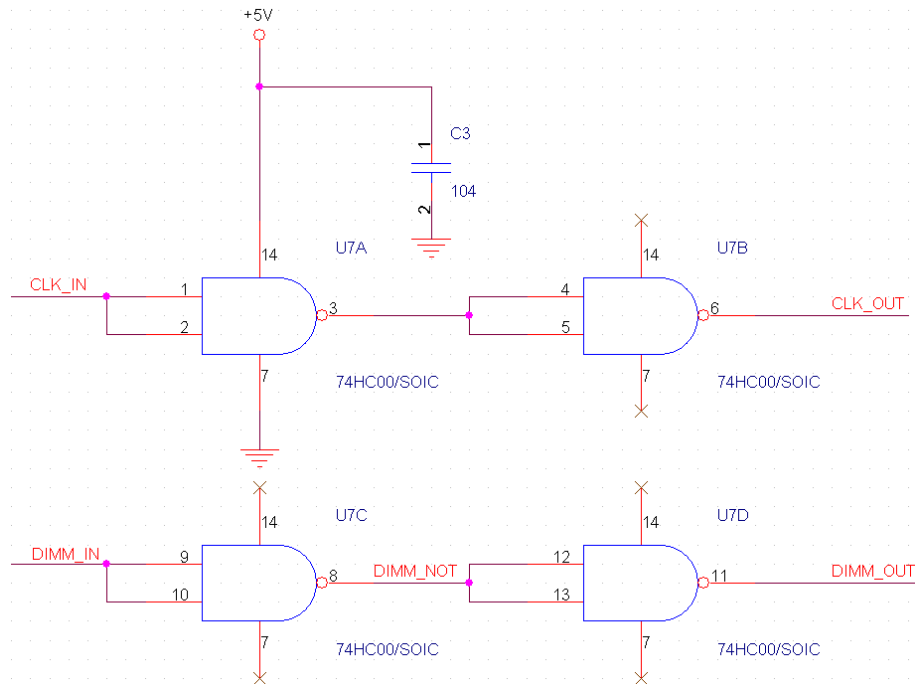 +5V
C3
1
104
2
14
U7A
14
U7B
CLK_IN
1
2
3
4
5
6
CLK_OUT
7
74HC00/SOIC
7
74HC00/SOIC
14
U7C
14
U7D
DIMM_IN
9
10
8
DIMM_NOT
12
13
11
DIMM_OUT
7
74HC00/SOIC
7
74HC00/SOIC